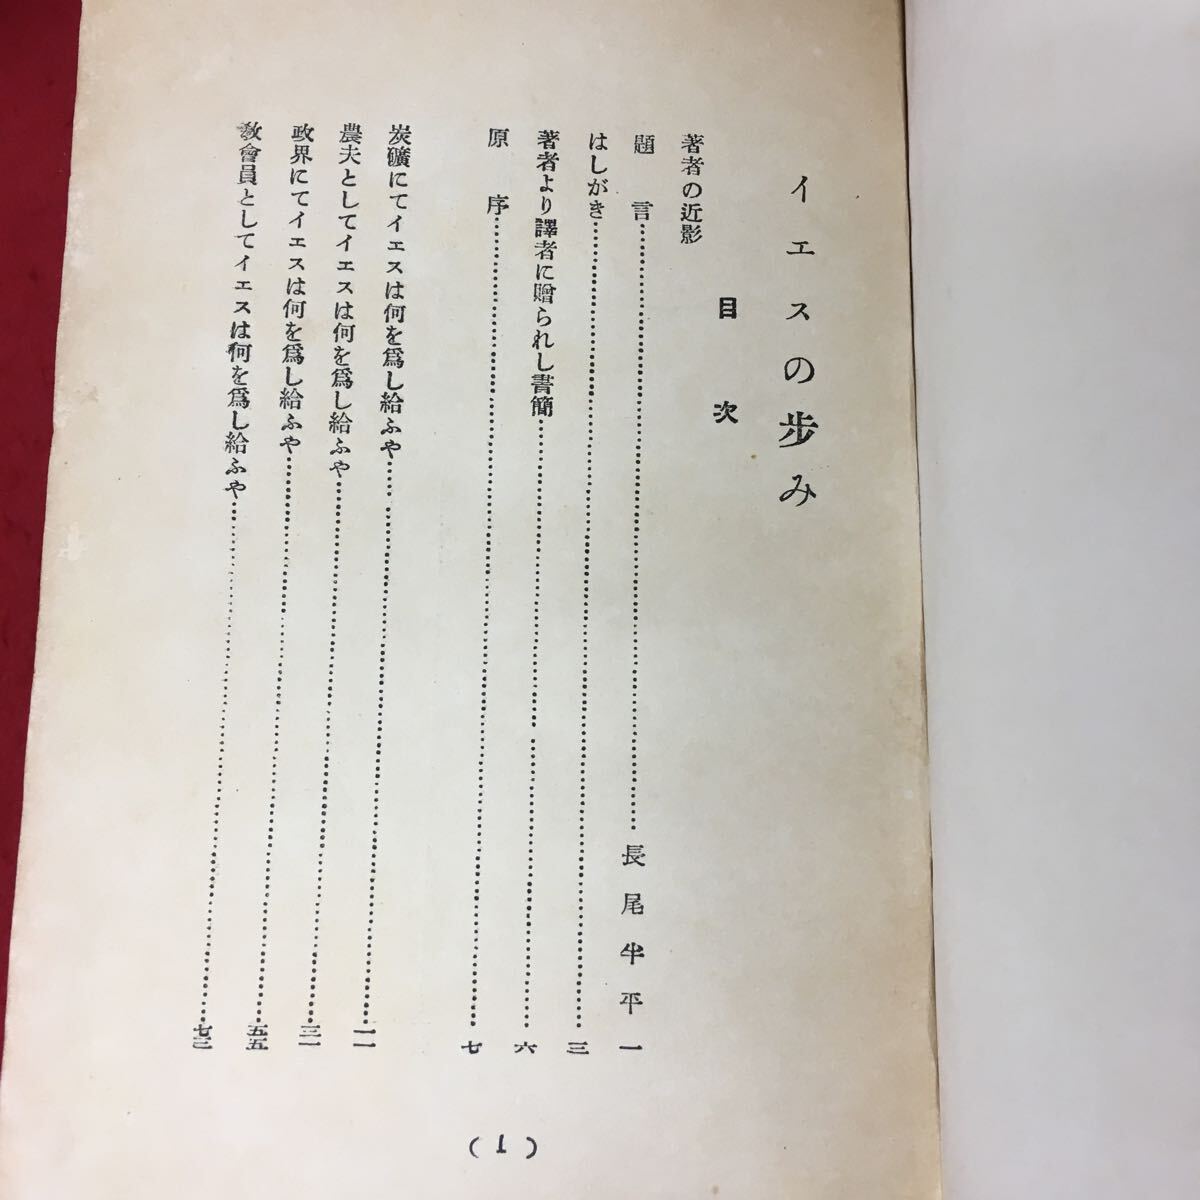 イエスの歩み
目次
著者の近影
題言……長尾半平 一
はしがき……三
著者より譯者に贈られし書簡……六
原序……七
炭礦にてイエスは何を爲し給ふや……一一
農夫としてイエスは何を爲し給ふや……三一
政界にてイエスは何を爲し給ふや……五五
敎會員としてイエスは何を爲し給ふや……七三
(1)